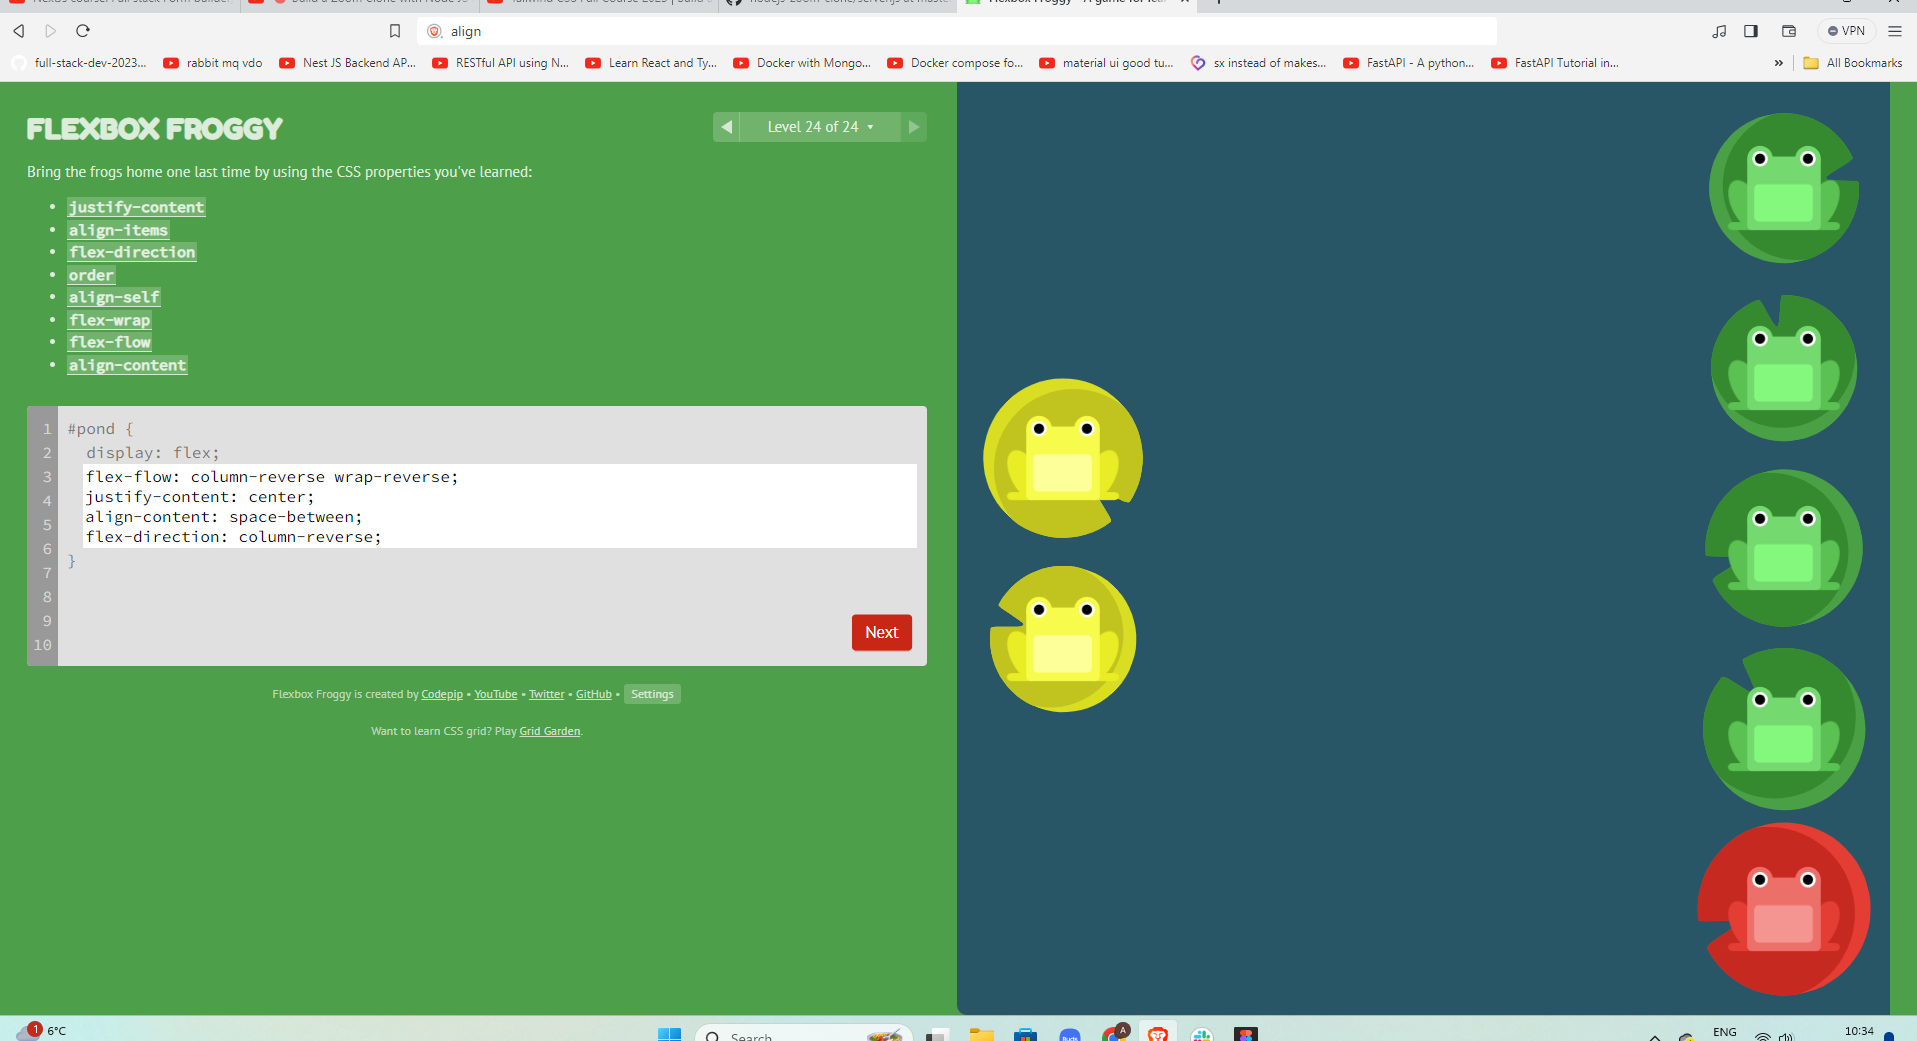 align
VPN
full-stack-dev-2023...
rabbit mq vdo
Nest JS Backend AP...
RESTful API using N...
Learn React and Ty...
Docker with Mongo...
Docker compose fo...
material ui good tu...
sx instead of makes...
FastAPI - A python...
FastAPI Tutorial in...
»
All Bookmarks
FLEXBOX FROGGY
Level 24 of 24
Bring the frogs home one last time by using the CSS properties you've learned:
justify-content
align-items
flex-direction
order
align-self
flex-wrap
flex-flow
align-content
1 #pond {
2 display: flex;
3 flex-flow: column-reverse wrap-reverse;
4 justify-content: center;
5 align-content: space-between;
6 flex-direction: column-reverse;
7 }
8
9
10
Next
Flexbox Froggy is created by Codepip • YouTube • Twitter • GitHub • Settings
Want to learn CSS grid? Play Grid Garden.
1
6°C
Search
A
ENG
10:34